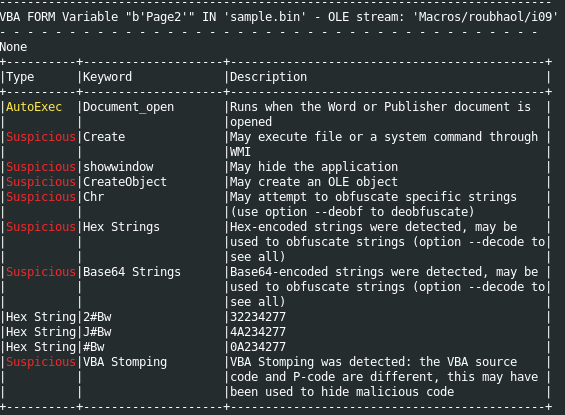 VBA FORM Variable "b'Page2'" IN 'sample.bin' - OLE stream: 'Macros/roubhaol/i09'
- - - - - - - - - - - - - - - - - - - - - - - - - - - - - - - - - - - - - - -
None
+----------+--------------------+---------------------------------------------+
|Type      |Keyword             |Description                                  |
+----------+--------------------+---------------------------------------------+
|AutoExec  |Document_open       |Runs when the Word or Publisher document is  |
|          |                    |opened                                       |
|Suspicious|Create              |May execute file or a system command through |
|          |                    |WMI                                          |
|Suspicious|showwindow          |May hide the application                     |
|Suspicious|CreateObject        |May create an OLE object                     |
|Suspicious|Chr                 |May attempt to obfuscate specific strings    |
|          |                    |(use option --deobf to deobfuscate)          |
|Suspicious|Hex Strings         |Hex-encoded strings were detected, may be    |
|          |                    |used to obfuscate strings (option --decode to|
|          |                    |see all)                                     |
|Suspicious|Base64 Strings      |Base64-encoded strings were detected, may be |
|          |                    |used to obfuscate strings (option --decode to|
|          |                    |see all)                                     |
|Hex String|2#Bw                |32234277                                     |
|Hex String|J#Bw                |4A234277                                     |
|Hex String|#Bw                 |0A234277                                     |
|Suspicious|VBA Stomping        |VBA Stomping was detected: the VBA source    |
|          |                    |code and P-code are different, this may have |
|          |                    |been used to hide malicious code             |
+----------+--------------------+---------------------------------------------+